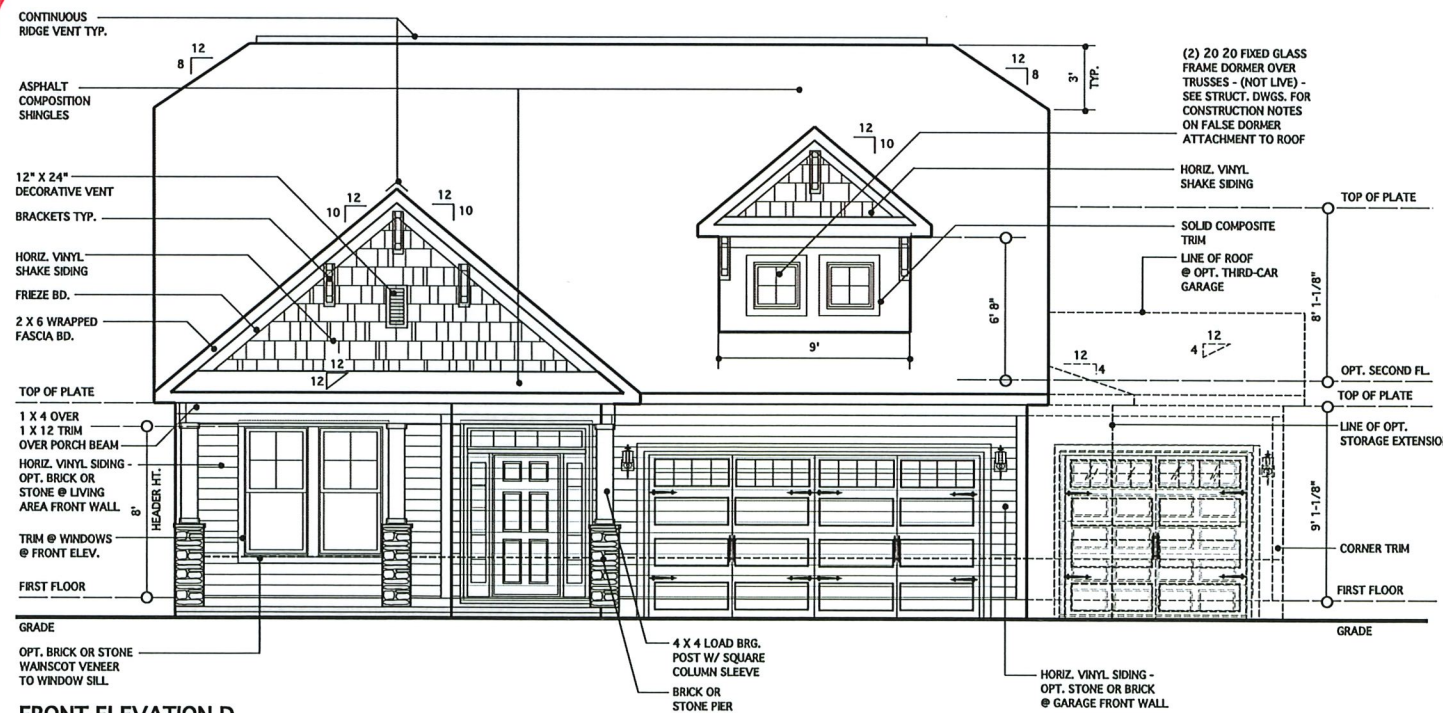 CONTINUOUS
RIDGE VENT TYP.
12
8
ASPHALT
COMPOSITION
SHINGLES
12" X 24"
DECORATIVE VENT
BRACKETS TYP.
HORIZ. VINYL
SHAKE SIDING
FRIEZE BD.
2 X 6 WRAPPED
FASCIA BD.
TOP OF PLATE
1 X 4 OVER
1 X 12 TRIM
OVER PORCH BEAM
HORIZ. VINYL SIDING -
OPT. BRICK OR
STONE @ LIVING
AREA FRONT WALL
TRIM @ WINDOWS
@ FRONT ELEV.
FIRST FLOOR
GRADE
OPT. BRICK OR STONE
WAINSCOT VENEER
TO WINDOW SILL
8'
HEADER HT.
12
10
12
10
12
12
12
10
9'
6' 8"
12
8
3'
TYP.
(2) 20 20 FIXED GLASS
FRAME DORMER OVER
TRUSSES - (NOT LIVE) -
SEE STRUCT. DWGS. FOR
CONSTRUCTION NOTES
ON FALSE DORMER
ATTACHMENT TO ROOF
HORIZ. VINYL
SHAKE SIDING
SOLID COMPOSITE
TRIM
LINE OF ROOF
@ OPT. THIRD-CAR
GARAGE
12
4
12
4
TOP OF PLATE
8' 1-1/8"
OPT. SECOND FL.
TOP OF PLATE
LINE OF OPT.
STORAGE EXTENSIO
9' 1-1/8"
CORNER TRIM
FIRST FLOOR
GRADE
4 X 4 LOAD BRG.
POST W/ SQUARE
COLUMN SLEEVE
BRICK OR
STONE PIER
HORIZ. VINYL SIDING -
OPT. STONE OR BRICK
@ GARAGE FRONT WALL
FRONT ELEVATION D